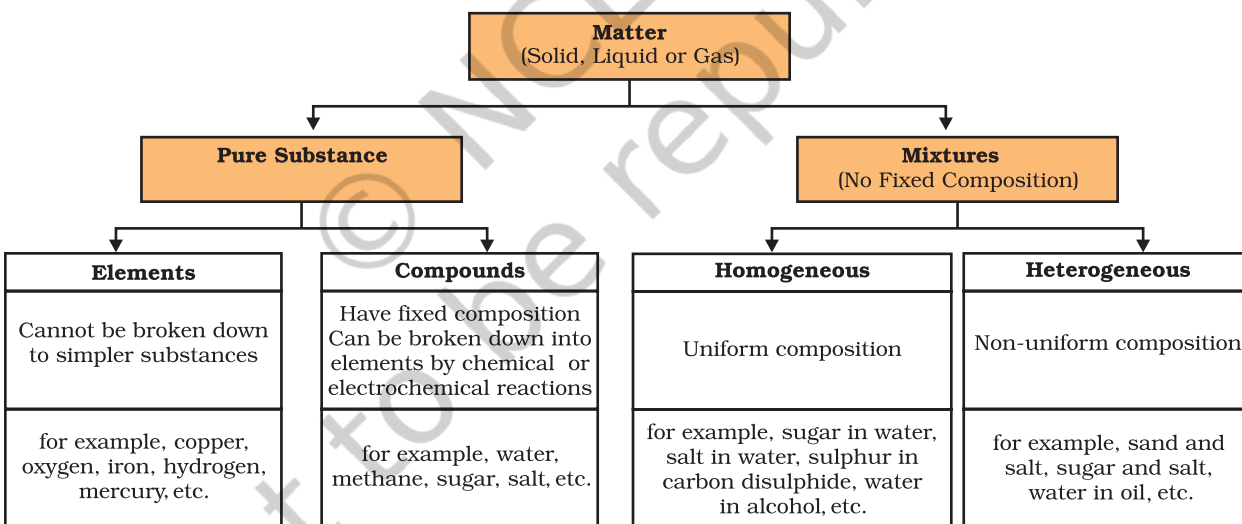 Matter
(Solid, Liquid or Gas)
Pure Substance
Mixtures
(No Fixed Composition)
Elements
Cannot be broken down
to simpler substances
for example, copper,
oxygen, iron, hydrogen,
mercury, etc.
Compounds
Have fixed composition
Can be broken down into
elements by chemical or
electrochemical reactions
for example, water,
methane, sugar, salt, etc.
Homogeneous
Uniform composition
for example, sugar in water,
salt in water, sulphur in
carbon disulphide, water
in alcohol, etc.
Heterogeneous
Non-uniform composition
for example, sand and
salt, sugar and salt,
water in oil, etc.
©
to be